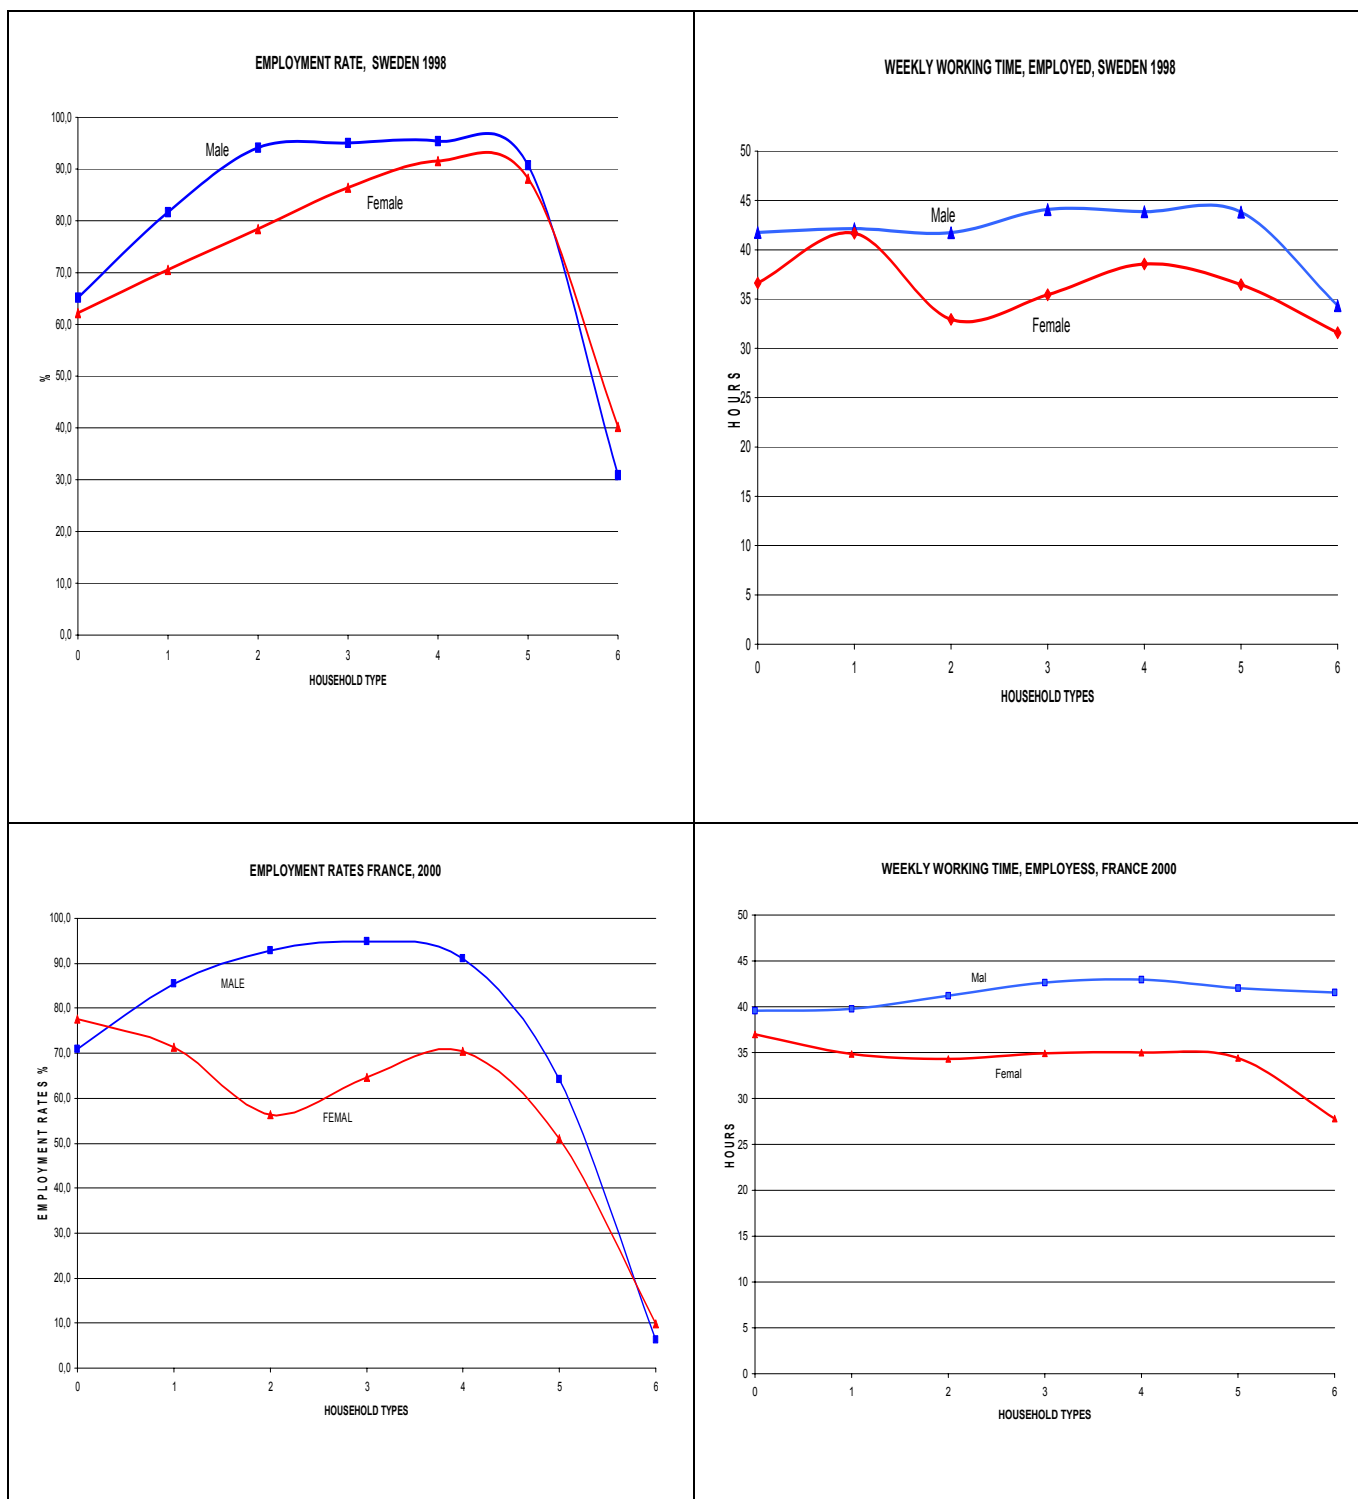 EMPLOYMENT RATE, SWEDEN 1998
100,0
90,0
80,0
70,0
60,0
50,0
40,0
30,0
20,0
10,0
0,0
%
Male
Female
0 1 2 3 4 5 6
HOUSEHOLD TYPE
WEEKLY WORKING TIME, EMPLOYED, SWEDEN 1998
50
45
40
35
30
25
20
15
10
5
0
HOURS
Male
Female
0 1 2 3 4 5 6
HOUSEHOLD TYPES
EMPLOYMENT RATES FRANCE, 2000
100,0
90,0
80,0
70,0
60,0
50,0
40,0
30,0
20,0
10,0
0,0
EMPLOYMENT RATES %
MALE
FEMAL
0 1 2 3 4 5 6
HOUSEHOLD TYPES
WEEKLY WORKING TIME, EMPLOYESS, FRANCE 2000
50
45
40
35
30
25
20
15
10
5
0
HOURS
Mal
Femal
0 1 2 3 4 5 6
HOUSEHOLD TYPES